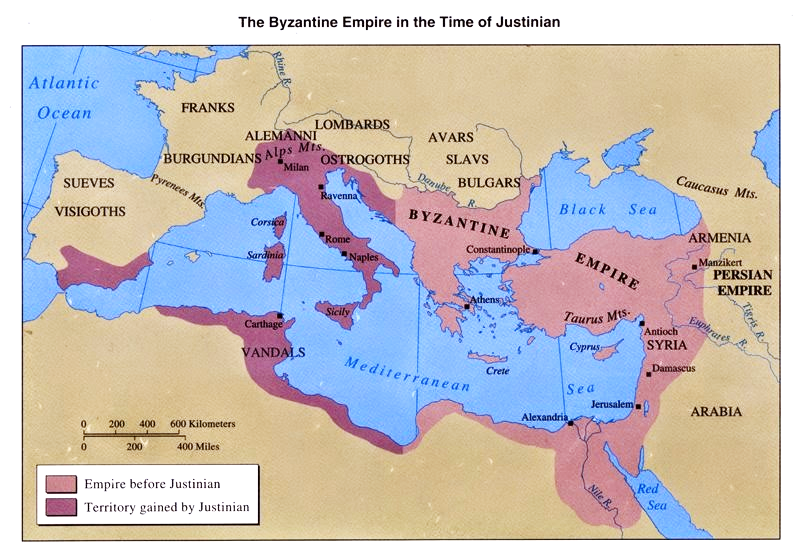 The Byzantine Empire in the Time of Justinian
Atlantic
Ocean
Rhine R.
FRANKS
LOMBARDS
ALEMANNI
AVARS
BURGUNDIANS
Alps Mts.
OSTROGOTHS
SLAVS
Milan
SUEVES
Pyrenees Mts.
Danube R.
BULGARS
Caucasus Mts.
Ravenna
VISIGOTHS
Corsica
BYZANTINE
Black Sea
Rome
Constantinople
ARMENIA
Sardinia
Naples
EMPIRE
Manzikert
PERSIAN
EMPIRE
Athens
Sicily
Taurus Mts.
Tigris R.
Carthage
Antioch
Euphrates R.
VANDALS
Cyprus
SYRIA
Crete
Damascus
Mediterranean
Sea
Jerusalem
ARABIA
Alexandria
0 200 400 600 Kilometers
0 200 400 Miles
Nile R.
Red
Sea
Empire before Justinian
Territory gained by Justinian